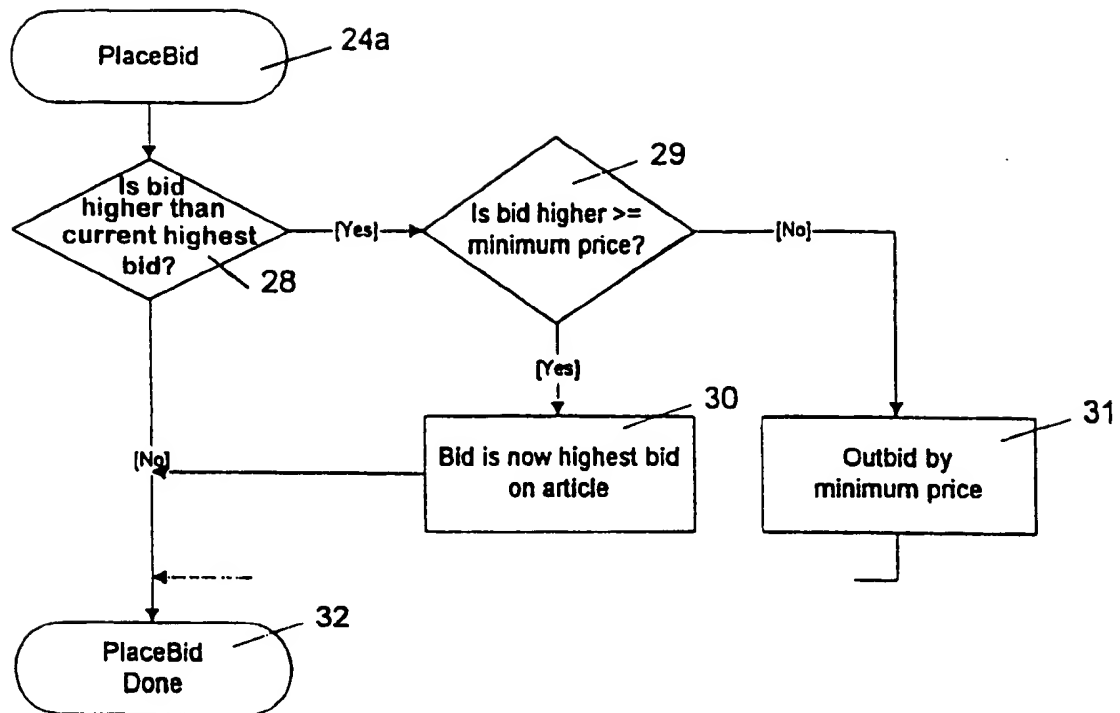 PlaceBid
24a
Is bid
higher than
current highest
bid?
28
[Yes]
29
Is bid higher >=
minimum price?
[No]
[Yes]
30
Bid is now highest bid
on article
31
Outbid by
minimum price
[No]
32
PlaceBid
Done